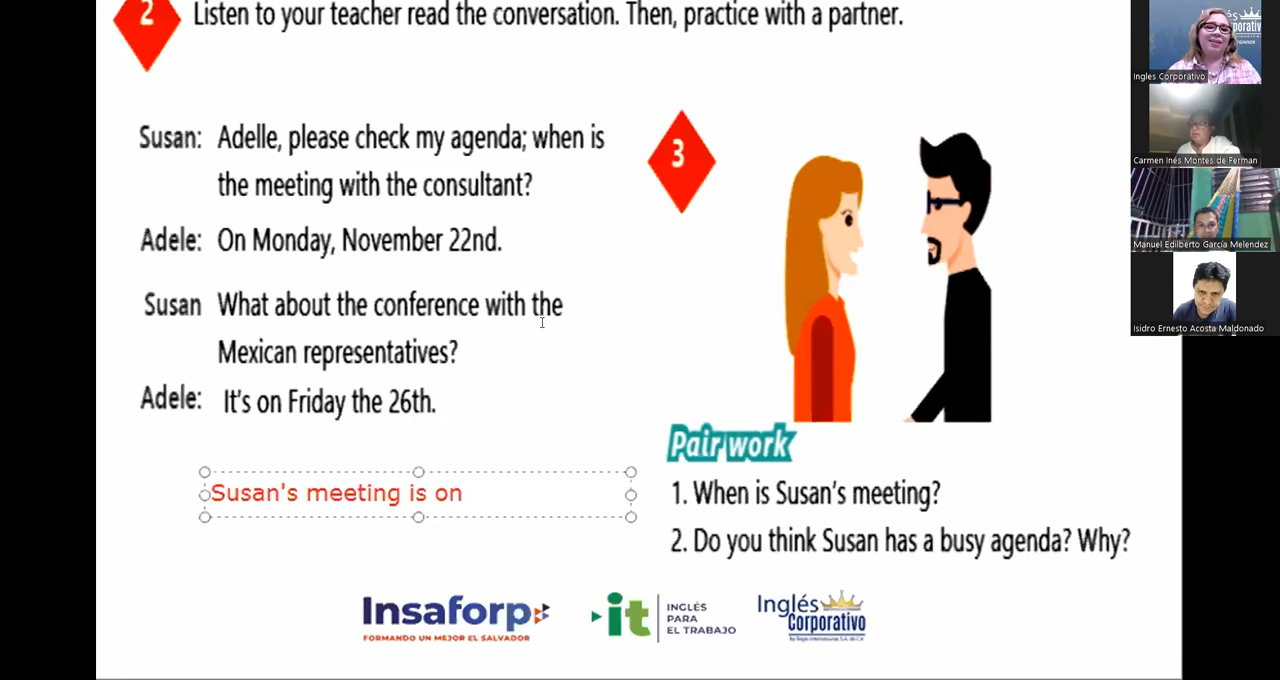 2 Listen to your teacher read the conversation. Then, practice with a partner.
Susan: Adelle, please check my agenda; when is
the meeting with the consultant?
Adele: On Monday, November 22nd.
Susan What about the conference with the
Mexican representatives?
Adele: It's on Friday the 26th.
Susan's meeting is on
3
Pair work
1. When is Susan's meeting?
2. Do you think Susan has a busy agenda? Why?
Insaforp
FORMANDO UN MEJOR EL SALVADOR
it
INGLÉS
PARA
EL TRABAJO
Inglés
Corporativo
Ingles Corporativo
Carmen Inés Montes de Ferman
Manuel Edilberto García Melendez
Isidro Ernesto Acosta Maldonado